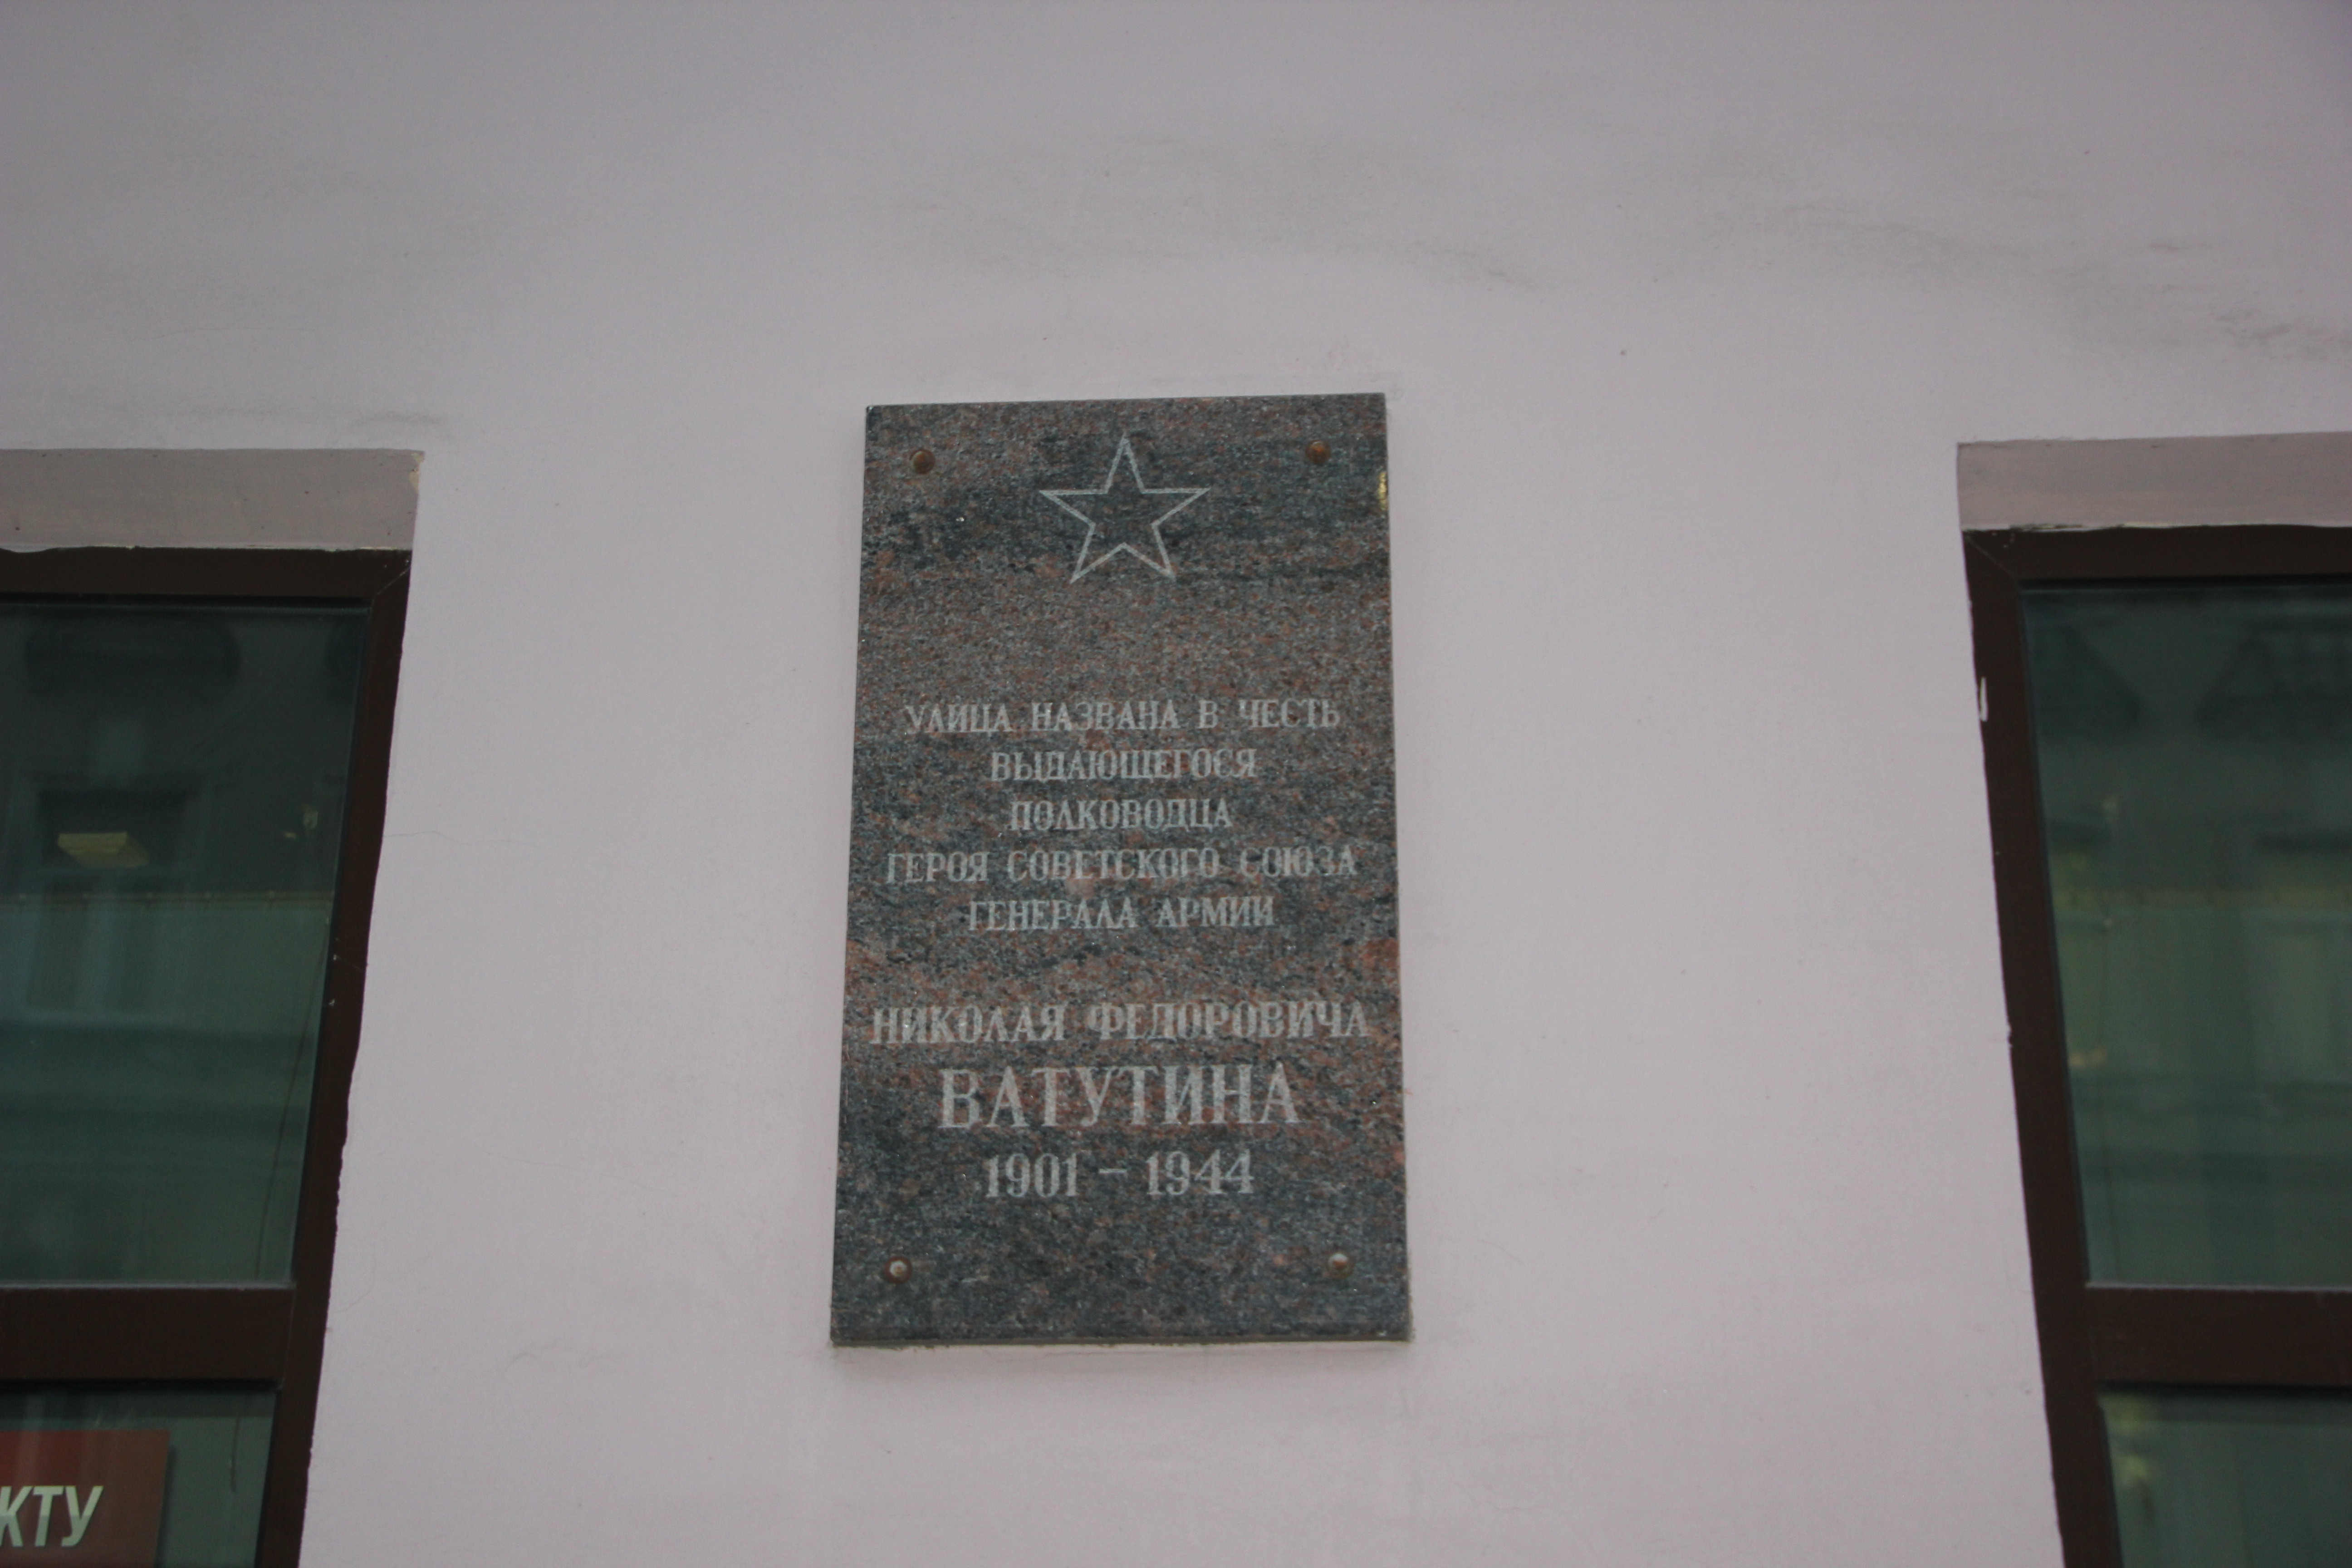 УЛИЦА НАЗВАНА В ЧЕСТЬ
ВЫДАЮЩЕГОСЯ
ПОЛКОВОДЦА
ГЕРОЯ СОВЕТСКОГО СОЮЗА
ГЕНЕРАЛА АРМИИ
НИКОЛАЯ ФЕДОРОВИЧА
ВАТУТИНА
1901 – 1944
КТУ